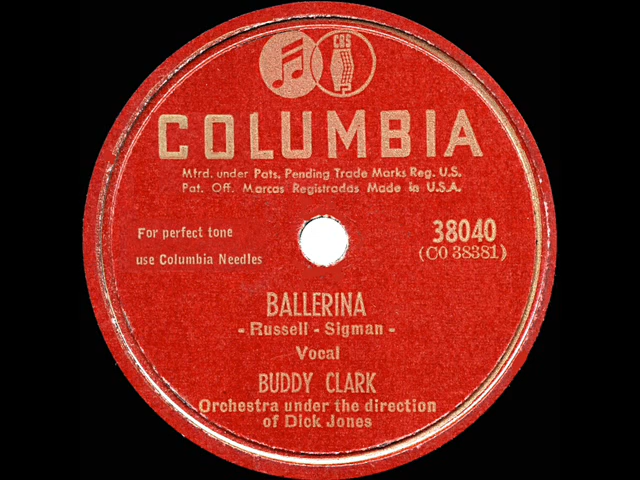 CBS
COLUMBIA
Mfrd. under Pats. Pending Trade Marks Reg. U.S.
Pat. Off. Marcas Registradas Made in U.S.A.
For perfect tone
use Columbia Needles
38040
(CO 38381)
BALLERINA
- Russell - Sigman -
Vocal
BUDDY CLARK
Orchestra under the direction
of Dick Jones